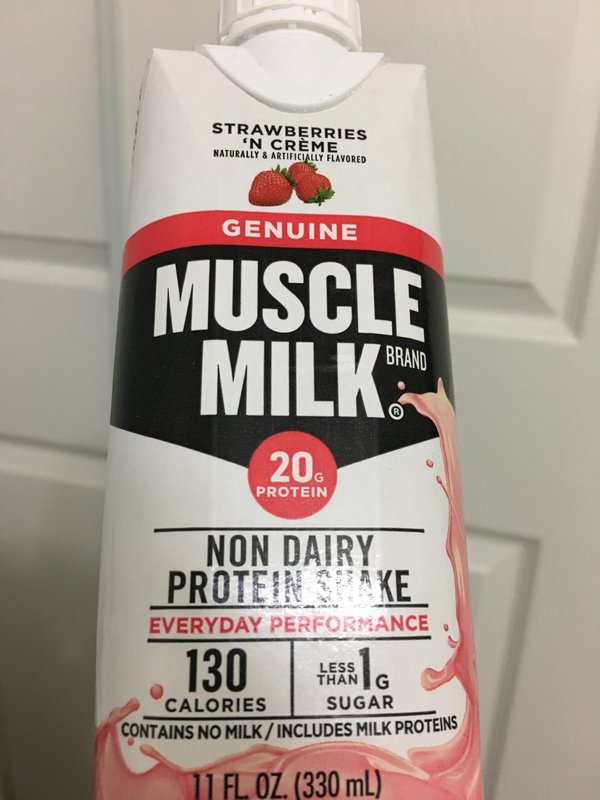 STRAWBERRIES
'N CRÈME
NATURALLY & ARTIFICIALLY FLAVORED
GENUINE
MUSCLE
MILK® BRAND
20G
PROTEIN
NON DAIRY
PROTEIN SHAKE
EVERYDAY PERFORMANCE
130
CALORIES
LESS
THAN 1G
SUGAR
CONTAINS NO MILK / INCLUDES MILK PROTEINS
11 FL. OZ. (330 mL)